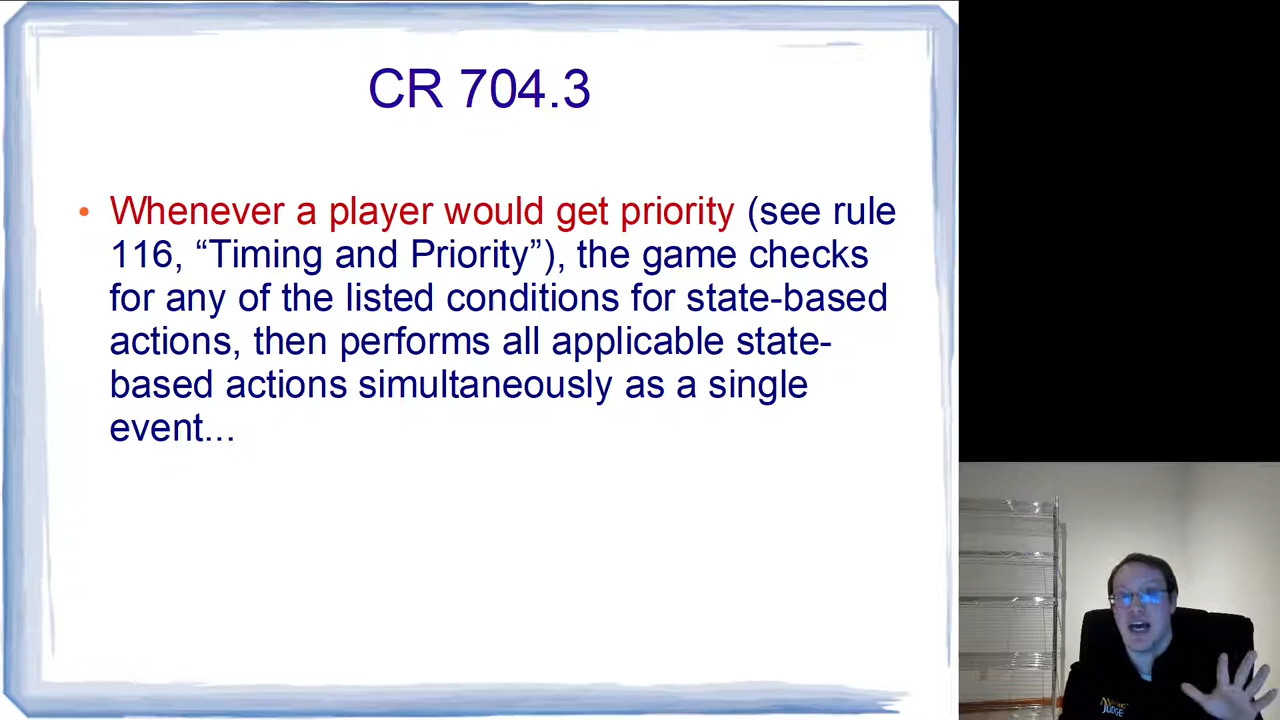 CR 704.3
• Whenever a player would get priority (see rule
116, “Timing and Priority”), the game checks
for any of the listed conditions for state-based
actions, then performs all applicable state-
based actions simultaneously as a single
event...
JUDGE